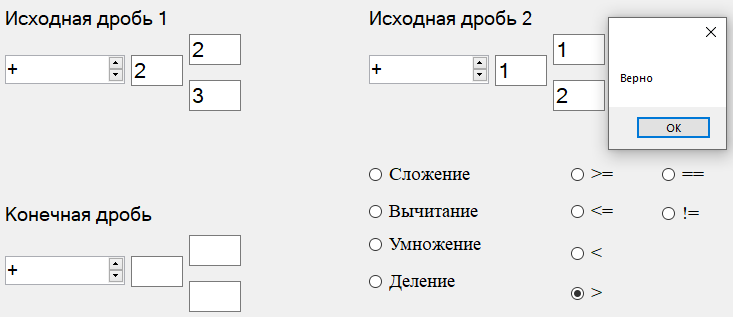 Исходная дробь 1
2
+ 2
3
Исходная дробь 2
1
+ 1
2
Верно
OK
Сложение
Вычитание
Умножение
Деление
>=
<=
<
>
==
!=
Конечная дробь
+